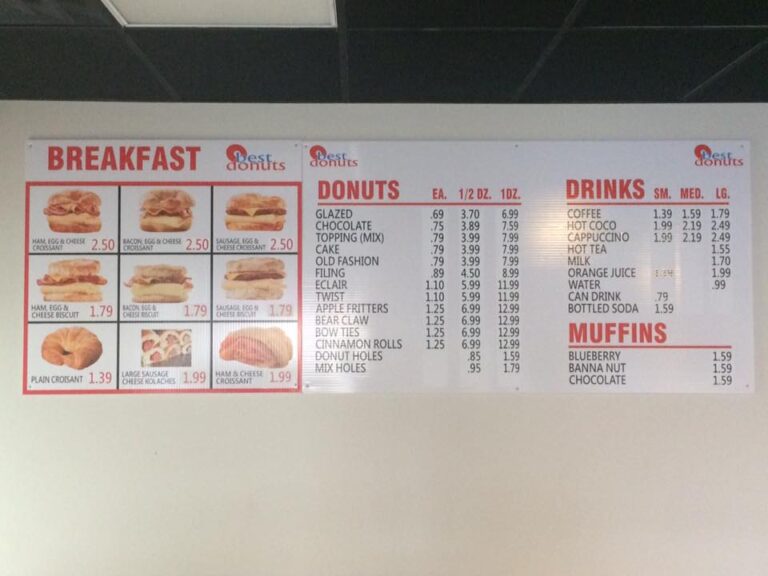 BREAKFAST
Best donuts
HAM, EGG & CHEESE
CROISSANT 2.50
BACON, EGG & CHEESE
CROISSANT 2.50
SAUSAGE, EGG & CHEESE
CROISSANT 2.50
HAM, EGG &
CHEESE BISCUIT 1.79
BACON, EGG &
CHEESE BISCUIT 1.79
SAUSAGE, EGG &
CHEESE BISCUIT 1.79
PLAIN CROISSANT 1.39
LARGE SAUSAGE
CHEESE KOLACHES 1.99
HAM & CHEESE
CROISSANT 1.99
Best donuts
DONUTS EA. 1/2 DZ. 1DZ.
GLAZED .69 3.70 6.99
CHOCOLATE .75 3.89 7.59
TOPPING (MIX) .79 3.99 7.99
CAKE .79 3.99 7.99
OLD FASHION .79 3.99 7.99
FILING .89 4.50 8.99
ECLAIR 1.10 5.99 11.99
TWIST 1.10 5.99 11.99
APPLE FRITTERS 1.25 6.99 12.99
BEAR CLAW 1.25 6.99 12.99
BOW TIES 1.25 6.99 12.99
CINNAMON ROLLS 1.25 6.99 12.99
DONUT HOLES .85 1.59
MIX HOLES .95 1.79
Best donuts
DRINKS SM. MED. LG.
COFFEE 1.39 1.59 1.79
HOT COCO 1.99 2.19 2.49
CAPPUCCINO 1.99 2.19 2.49
HOT TEA 1.55
MILK 1.70
ORANGE JUICE 1.99
WATER .99
CAN DRINK .79
BOTTLED SODA 1.59
MUFFINS
BLUEBERRY 1.59
BANNA NUT 1.59
CHOCOLATE 1.59